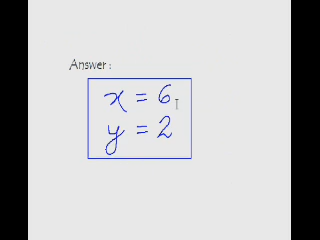 Answer :
x = 6
y = 2